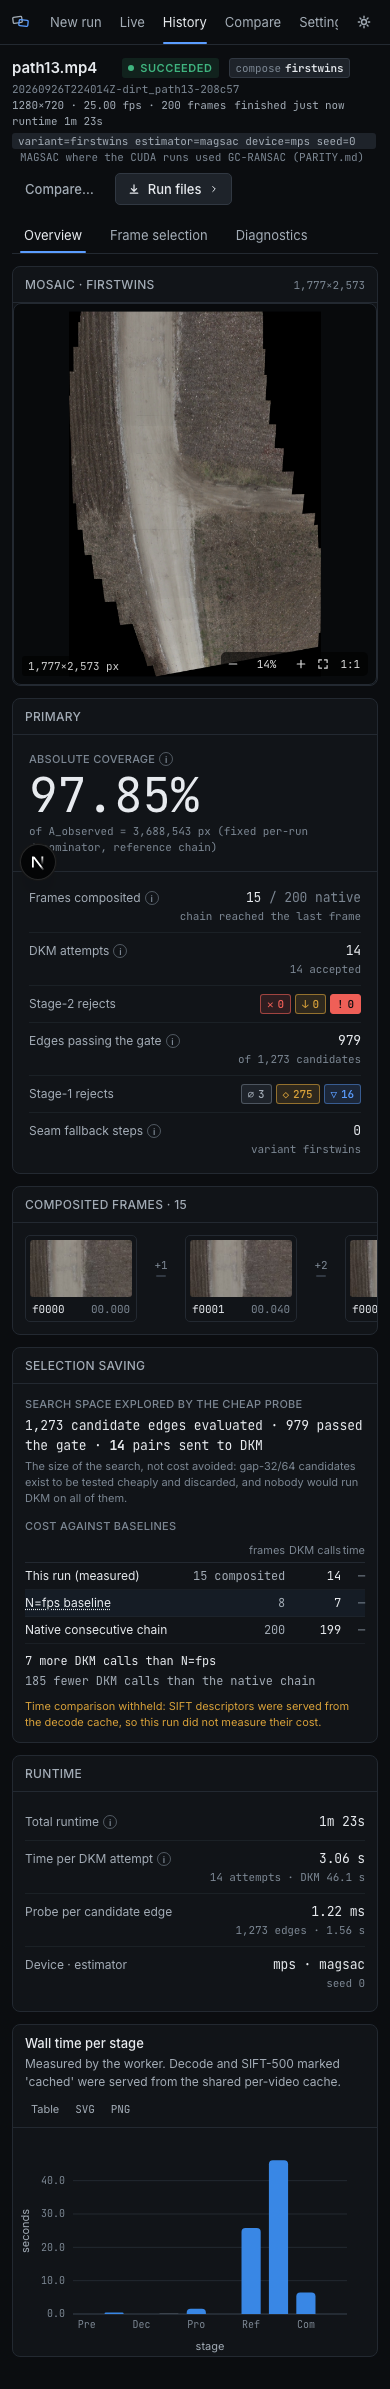 New run Live History Compare
path13.mp4 SUCCEEDED compose firstwins
20260926T224014Z-dirt_path13-208c57
1280×720 · 25.00 fps · 200 frames finished just now
runtime 1m 23s
variant=firstwins estimator=magsac device=mps seed=0
MAGSAC where the CUDA runs used GC-RANSAC (PARITY.md)
Compare... Run files
Overview Frame selection Diagnostics
MOSAIC · FIRSTWINS 1,777×2,573
1,777×2,573 px − 14% + 1:1
PRIMARY
ABSOLUTE COVERAGE i
97.85%
of A_observed = 3,688,543 px (fixed per-run
N ominator, reference chain)
Frames composited i 15 / 200 native
chain reached the last frame
DKM attempts i 14
14 accepted
Stage-2 rejects × 0 ↓ 0 ! 0
Edges passing the gate i 979
of 1,273 candidates
Stage-1 rejects ∅ 3 ◇ 275 ▽ 16
Seam fallback steps i 0
variant firstwins
COMPOSITED FRAMES · 15
+1 +2
f0000 00.000 f0001 00.040 f000
SELECTION SAVING
SEARCH SPACE EXPLORED BY THE CHEAP PROBE
1,273 candidate edges evaluated · 979 passed
the gate · 14 pairs sent to DKM
The size of the search, not cost avoided: gap-32/64 candidates
exist to be tested cheaply and discarded, and nobody would run
DKM on all of them.
COST AGAINST BASELINES
frames DKM calls time
This run (measured) 15 composited 14 —
N=fps baseline 8 7 —
Native consecutive chain 200 199 —
7 more DKM calls than N=fps
185 fewer DKM calls than the native chain
Time comparison withheld: SIFT descriptors were served from
the decode cache, so this run did not measure their cost.
RUNTIME
Total runtime i 1m 23s
Time per DKM attempt i 3.06 s
14 attempts · DKM 46.1 s
Probe per candidate edge 1.22 ms
1,273 edges · 1.56 s
Device · estimator mps · magsac
seed 0
Wall time per stage
Measured by the worker. Decode and SIFT-500 marked
'cached' were served from the shared per-video cache.
Table SVG PNG
40.0
30.0
20.0
10.0
0.0
seconds
Pre Dec Pro Ref Com
stage